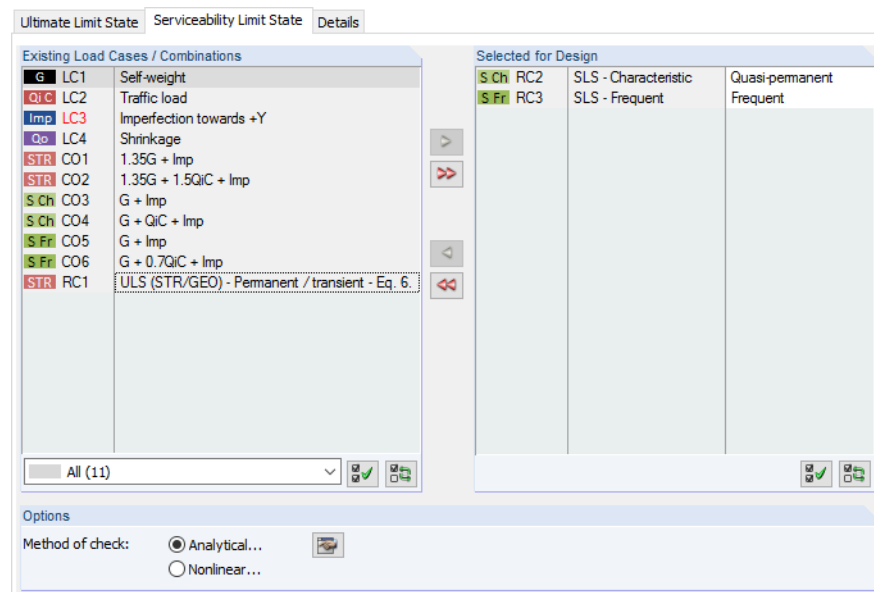 Ultimate Limit State Serviceability Limit State Details
Existing Load Cases / Combinations
G LC1 Self-weight
Qi C LC2 Traffic load
Imp LC3 Imperfection towards +Y
Qo LC4 Shrinkage
STR CO1 1.35G + Imp
STR CO2 1.35G + 1.5QiC + Imp
S Ch CO3 G + Imp
S Ch CO4 G + QiC + Imp
S Fr CO5 G + Imp
S Fr CO6 G + 0.7QiC + Imp
STR RC1 ULS (STR/GEO) - Permanent / transient - Eq. 6.
All (11)
Selected for Design
S Ch RC2 SLS - Characteristic Quasi-permanent
S Fr RC3 SLS - Frequent Frequent
Options
Method of check: Analytical...
Nonlinear...